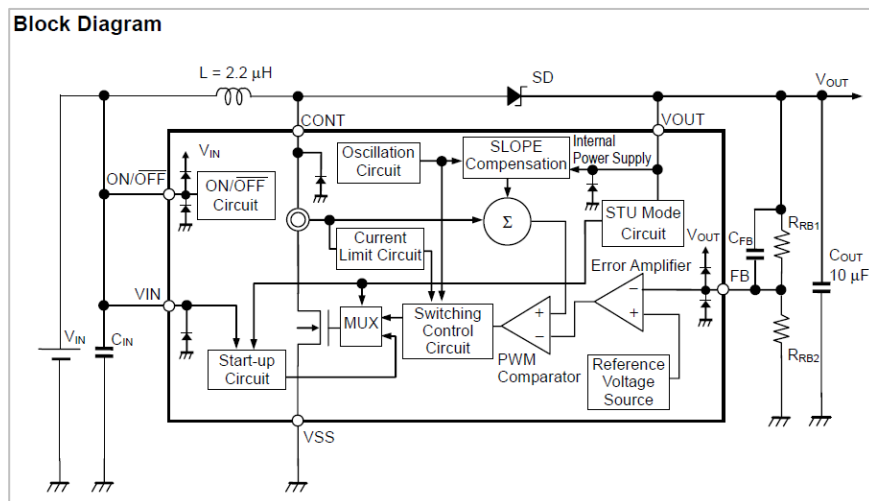 Block Diagram
L = 2.2 μH
SD
VOUT
CONT
VOUT
VIN
ON/OFF
ON/OFF
Circuit
Oscillation
Circuit
SLOPE
Compensation
Internal
Power Supply
Σ
STU Mode
Circuit
Current
Limit Circuit
VOUT
Error Amplifier
FB
CFB
RRB1
COUT
10 μF
VIN
VIN
CIN
MUX
Switching
Control
Circuit
+
−
PWM
Comparator
−
+
Start-up
Circuit
Reference
Voltage
Source
RRB2
VSS